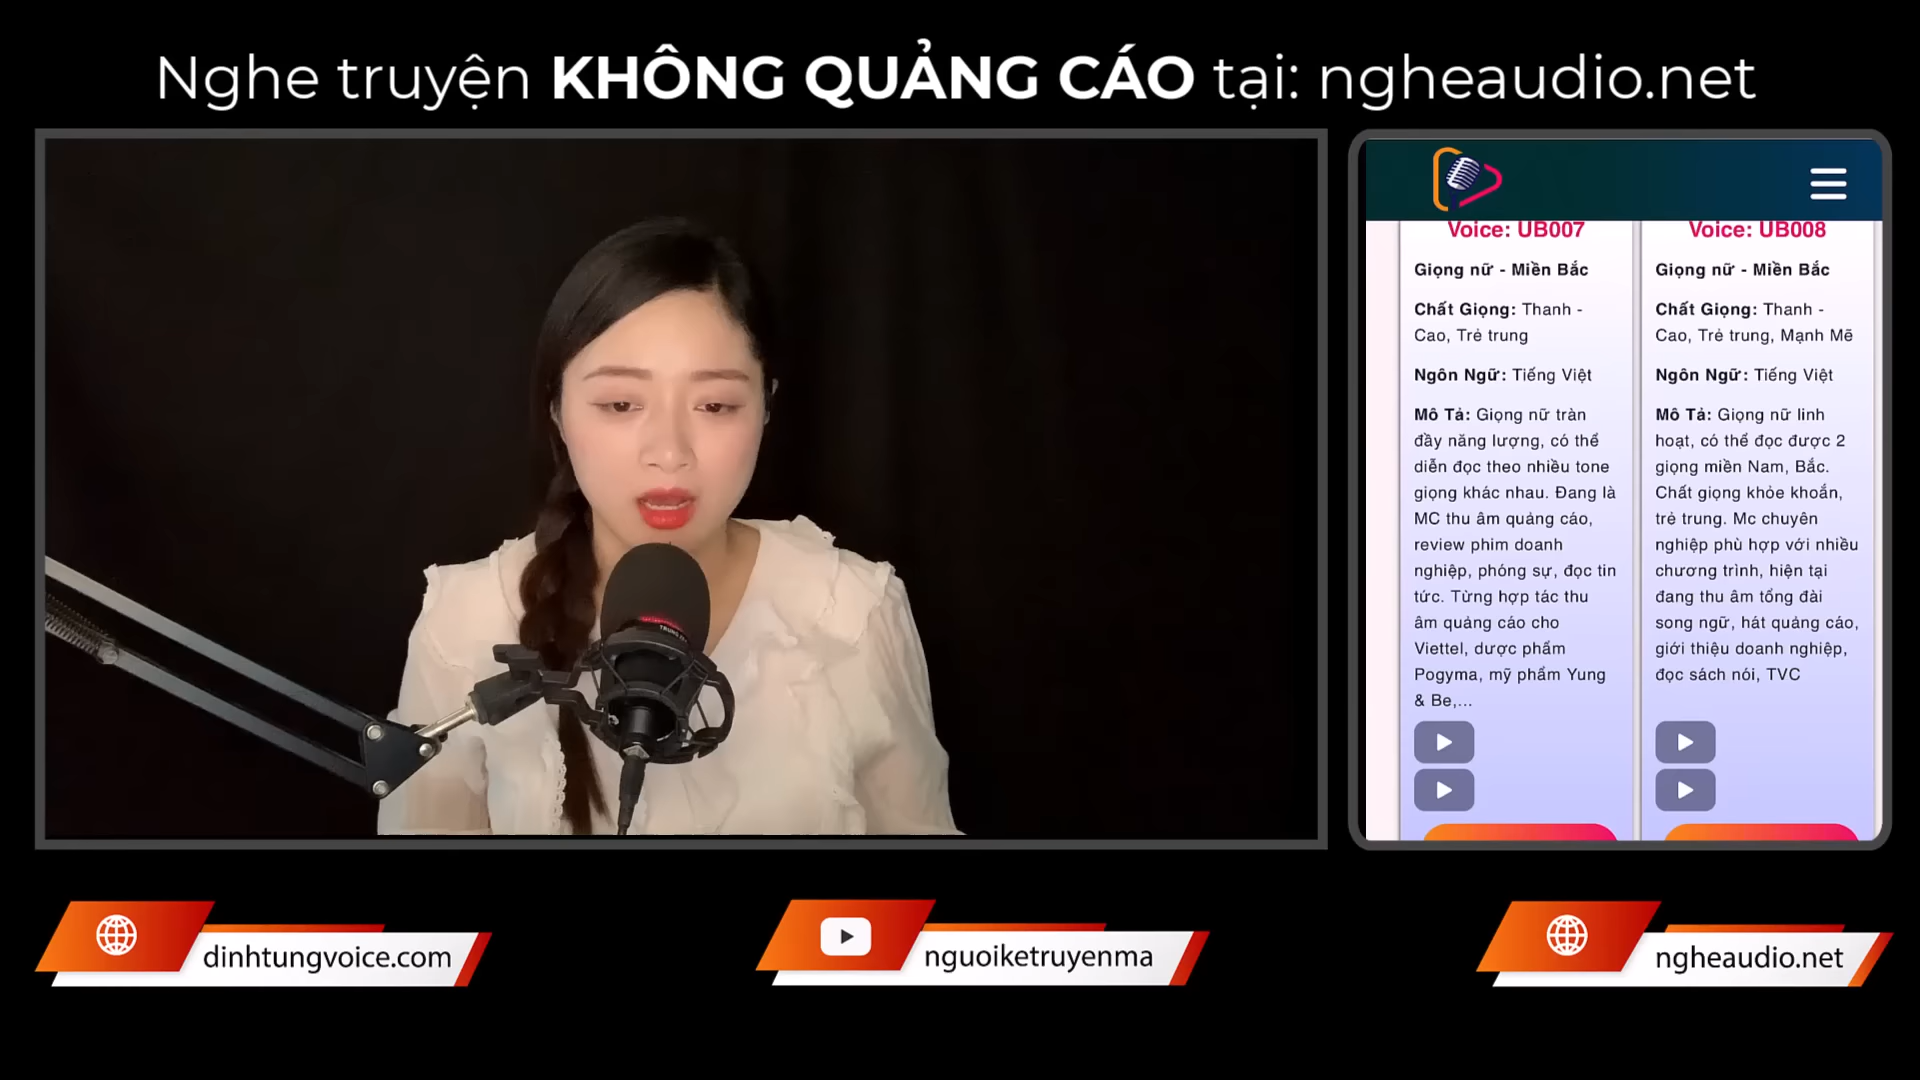 Nghe truyện KHÔNG QUẢNG CÁO tại: ngheaudio.net
Voice: UB007
Giọng nữ - Miền Bắc
Chất Giọng: Thanh -
Cao, Trẻ trung
Ngôn Ngữ: Tiếng Việt
Mô Tả: Giọng nữ tràn
đầy năng lượng, có thể
diễn đọc theo nhiều tone
giọng khác nhau. Đang là
MC thu âm quảng cáo,
review phim doanh
nghiệp, phóng sự, đọc tin
tức. Từng hợp tác thu
âm quảng cáo cho
Viettel, dược phẩm
Pogyma, mỹ phẩm Yung
& Be,...
Voice: UB008
Giọng nữ - Miền Bắc
Chất Giọng: Thanh -
Cao, Trẻ trung, Mạnh Mẽ
Ngôn Ngữ: Tiếng Việt
Mô Tả: Giọng nữ linh
hoạt, có thể đọc được 2
giọng miền Nam, Bắc.
Chất giọng khỏe khoắn,
trẻ trung. Mc chuyên
nghiệp phù hợp với nhiều
chương trình, hiện tại
đang thu âm tổng đài
song ngữ, hát quảng cáo,
giới thiệu doanh nghiệp,
đọc sách nói, TVC
dinhtungvoice.com
nguoiketruyenma
ngheaudio.net